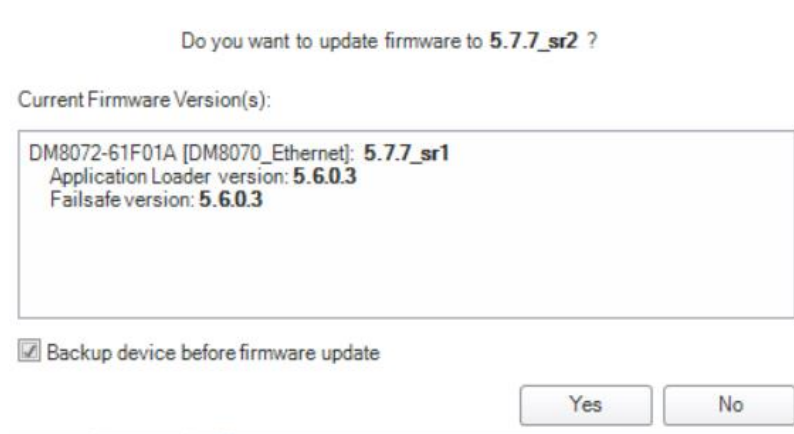 Do you want to update firmware to 5.7.7_sr2 ?
Current Firmware Version(s):
DM8072-61F01A [DM8070_Ethernet]: 5.7.7_sr1
Application Loader version: 5.6.0.3
Failsafe version: 5.6.0.3
Backup device before firmware update
Yes No